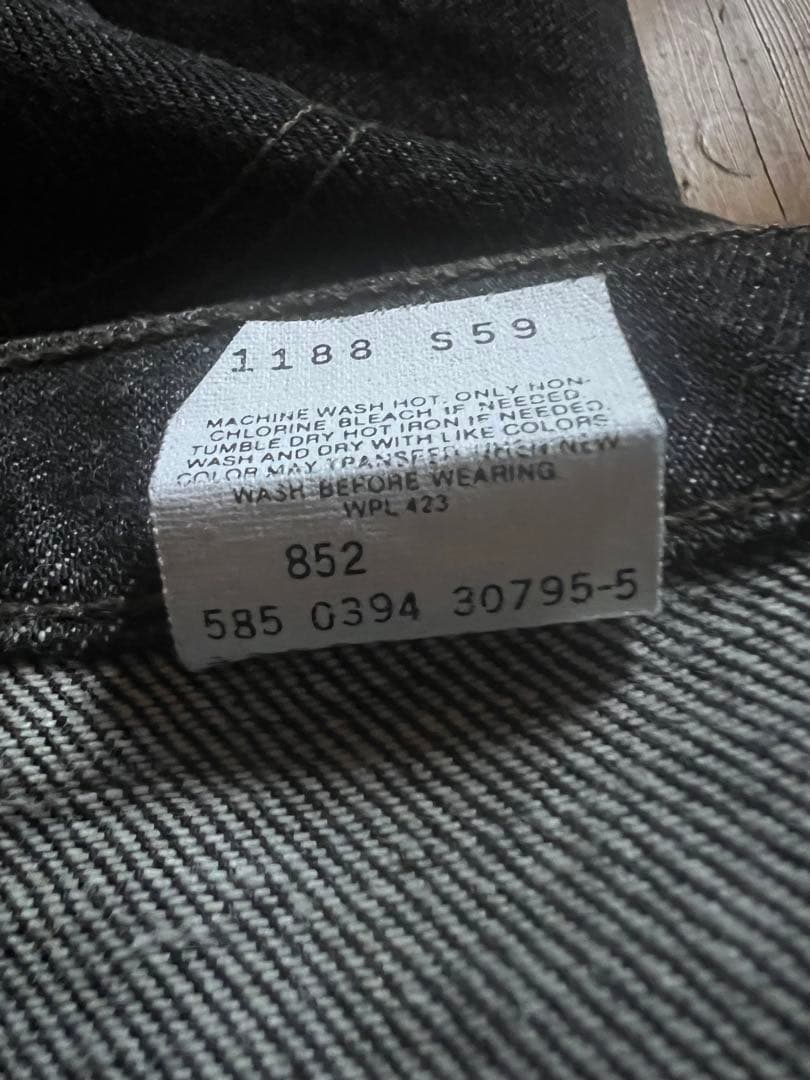 1188 S59
MACHINE WASH HOT. ONLY NON-
CHLORINE BLEACH IF NEEDED.
TUMBLE DRY HOT IRON IF NEEDED.
WASH AND DRY WITH LIKE COLORS
COLOR MAY TRANSFER WHEN NEW
WASH BEFORE WEARING
WPL 423
852
585 0394 30795-5